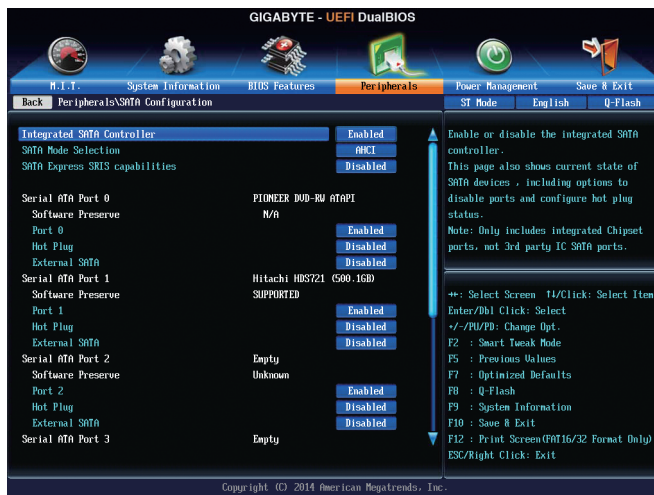 GIGABYTE - UEFI DualBIOS
M.I.T.
System Information
BIOS Features
Peripherals
Power Management
Save & Exit
Back Peripherals\SATA Configuration
ST Mode English Q-Flash
Integrated SATA Controller Enabled
SATA Mode Selection AHCI
SATA Express SRIS capabilities Disabled
Serial ATA Port 0 PIONEER DVD-RW ATAPI
Software Preserve N/A
Port 0 Enabled
Hot Plug Disabled
External SATA Disabled
Serial ATA Port 1 Hitachi HDS721 (500.1GB)
Software Preserve SUPPORTED
Port 1 Enabled
Hot Plug Disabled
External SATA Disabled
Serial ATA Port 2 Empty
Software Preserve Unknown
Port 2 Enabled
Hot Plug Disabled
External SATA Disabled
Serial ATA Port 3 Empty
Enable or disable the integrated SATA
controller.
This page also shows current state of
SATA devices , including options to
disable ports and configure hot plug
status.
Note: Only includes integrated Chipset
ports, not 3rd party IC SATA ports.
→←: Select Screen ↑↓/Click: Select Item
Enter/Dbl Click: Select
+/-/PU/PD: Change Opt.
F2 : Smart Tweak Mode
F5 : Previous Values
F7 : Optimized Defaults
F8 : Q-Flash
F9 : System Information
F10 : Save & Exit
F12 : Print Screen(FAT16/32 Format Only)
ESC/Right Click: Exit
Copyright (C) 2014 American Megatrends, Inc.